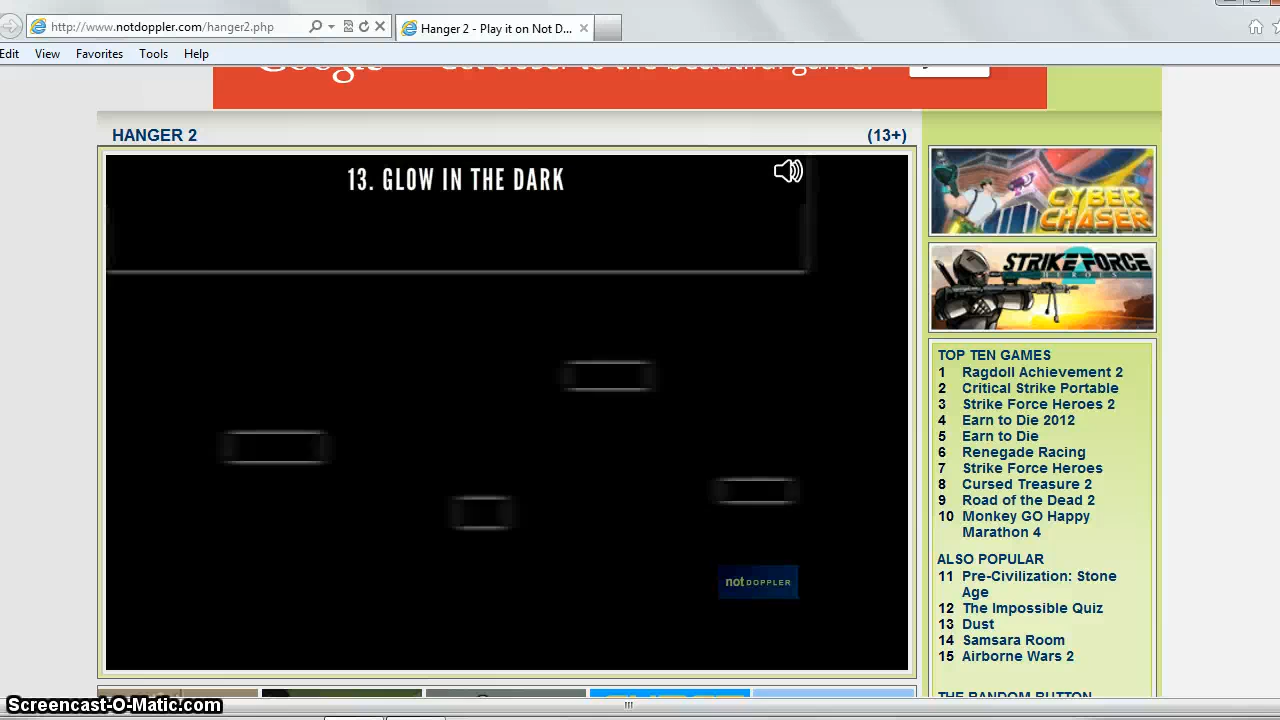 http://www.notdoppler.com/hanger2.php
Hanger 2 - Play it on Not D...
Edit View Favorites Tools Help
Google
HANGER 2
(13+)
13. GLOW IN THE DARK
CYBER
CHASER
STRIKE FORCE
HEROES 2
TOP TEN GAMES
1 Ragdoll Achievement 2
2 Critical Strike Portable
3 Strike Force Heroes 2
4 Earn to Die 2012
5 Earn to Die
6 Renegade Racing
7 Strike Force Heroes
8 Cursed Treasure 2
9 Road of the Dead 2
10 Monkey GO Happy
Marathon 4
ALSO POPULAR
11 Pre-Civilization: Stone
Age
12 The Impossible Quiz
13 Dust
14 Samsara Room
15 Airborne Wars 2
THE RANDOM BUTTON
notDOPPLER
Screencast-O-Matic.com